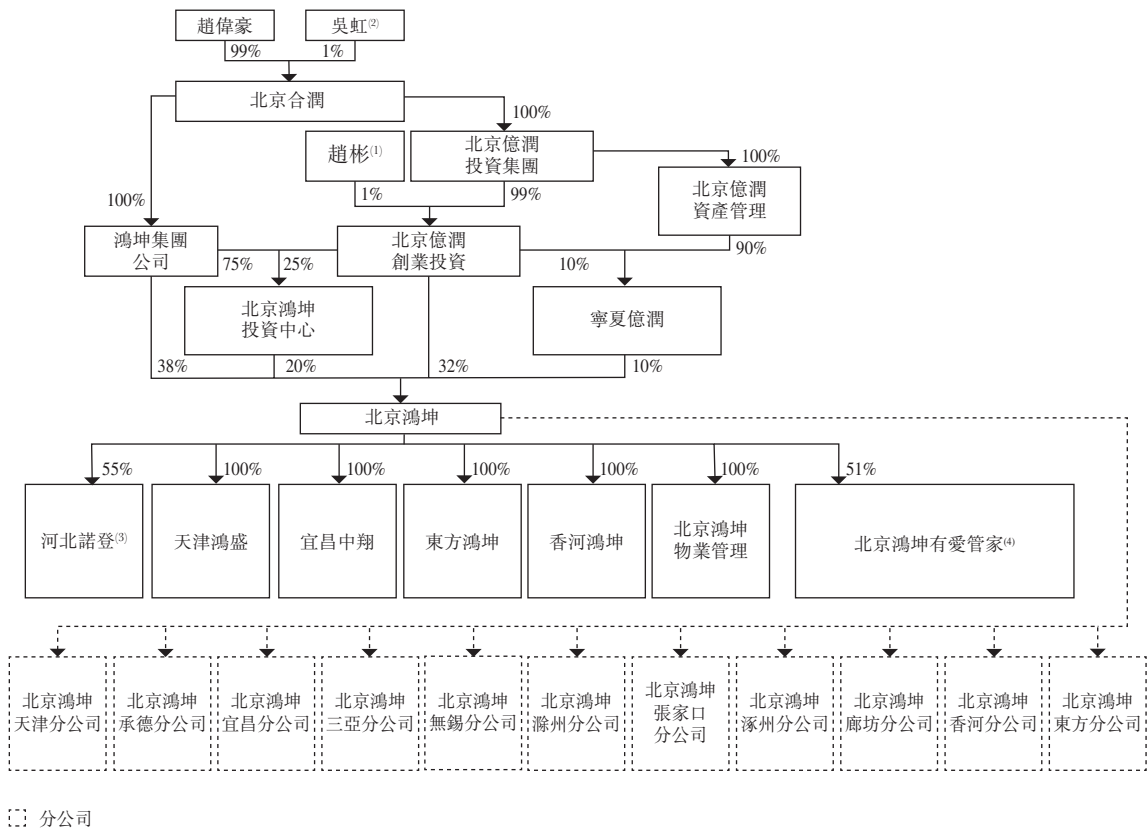 趙偉豪
吳虹(2)
99%
1%
北京合潤
100%
趙彬(1)
北京億潤
投資集團
100%
北京億潤
資產管理
100%
1%
99%
鴻坤集團
公司
75%
25%
北京億潤
創業投資
10%
90%
北京鴻坤
投資中心
寧夏億潤
38%
20%
32%
10%
北京鴻坤
55%
100%
100%
100%
100%
100%
51%
河北諾登(3)
天津鴻盛
宜昌中翔
東方鴻坤
香河鴻坤
北京鴻坤
物業管理
北京鴻坤有愛管家(4)
北京鴻坤
天津分公司
北京鴻坤
承德分公司
北京鴻坤
宜昌分公司
北京鴻坤
三亞分公司
北京鴻坤
無錫分公司
北京鴻坤
滁州分公司
北京鴻坤
張家口
分公司
北京鴻坤
涿州分公司
北京鴻坤
廊坊分公司
北京鴻坤
香河分公司
北京鴻坤
東方分公司
分公司